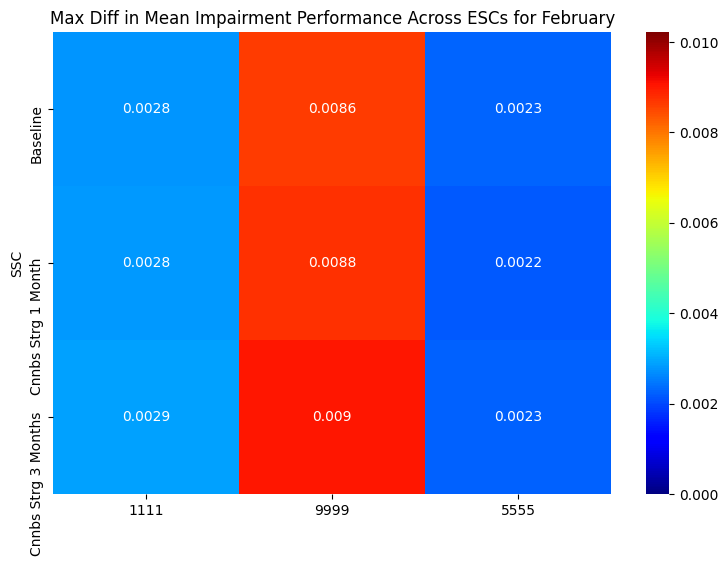 Max Diff in Mean Impairment Performance Across ESCs for February
SSC
Baseline
0.0028 0.0086 0.0023
Cnnbs Strg 1 Month
0.0028 0.0088 0.0022
Cnnbs Strg 3 Months
0.0029 0.009 0.0023
1111 9999 5555
0.010
0.008
0.006
0.004
0.002
0.000